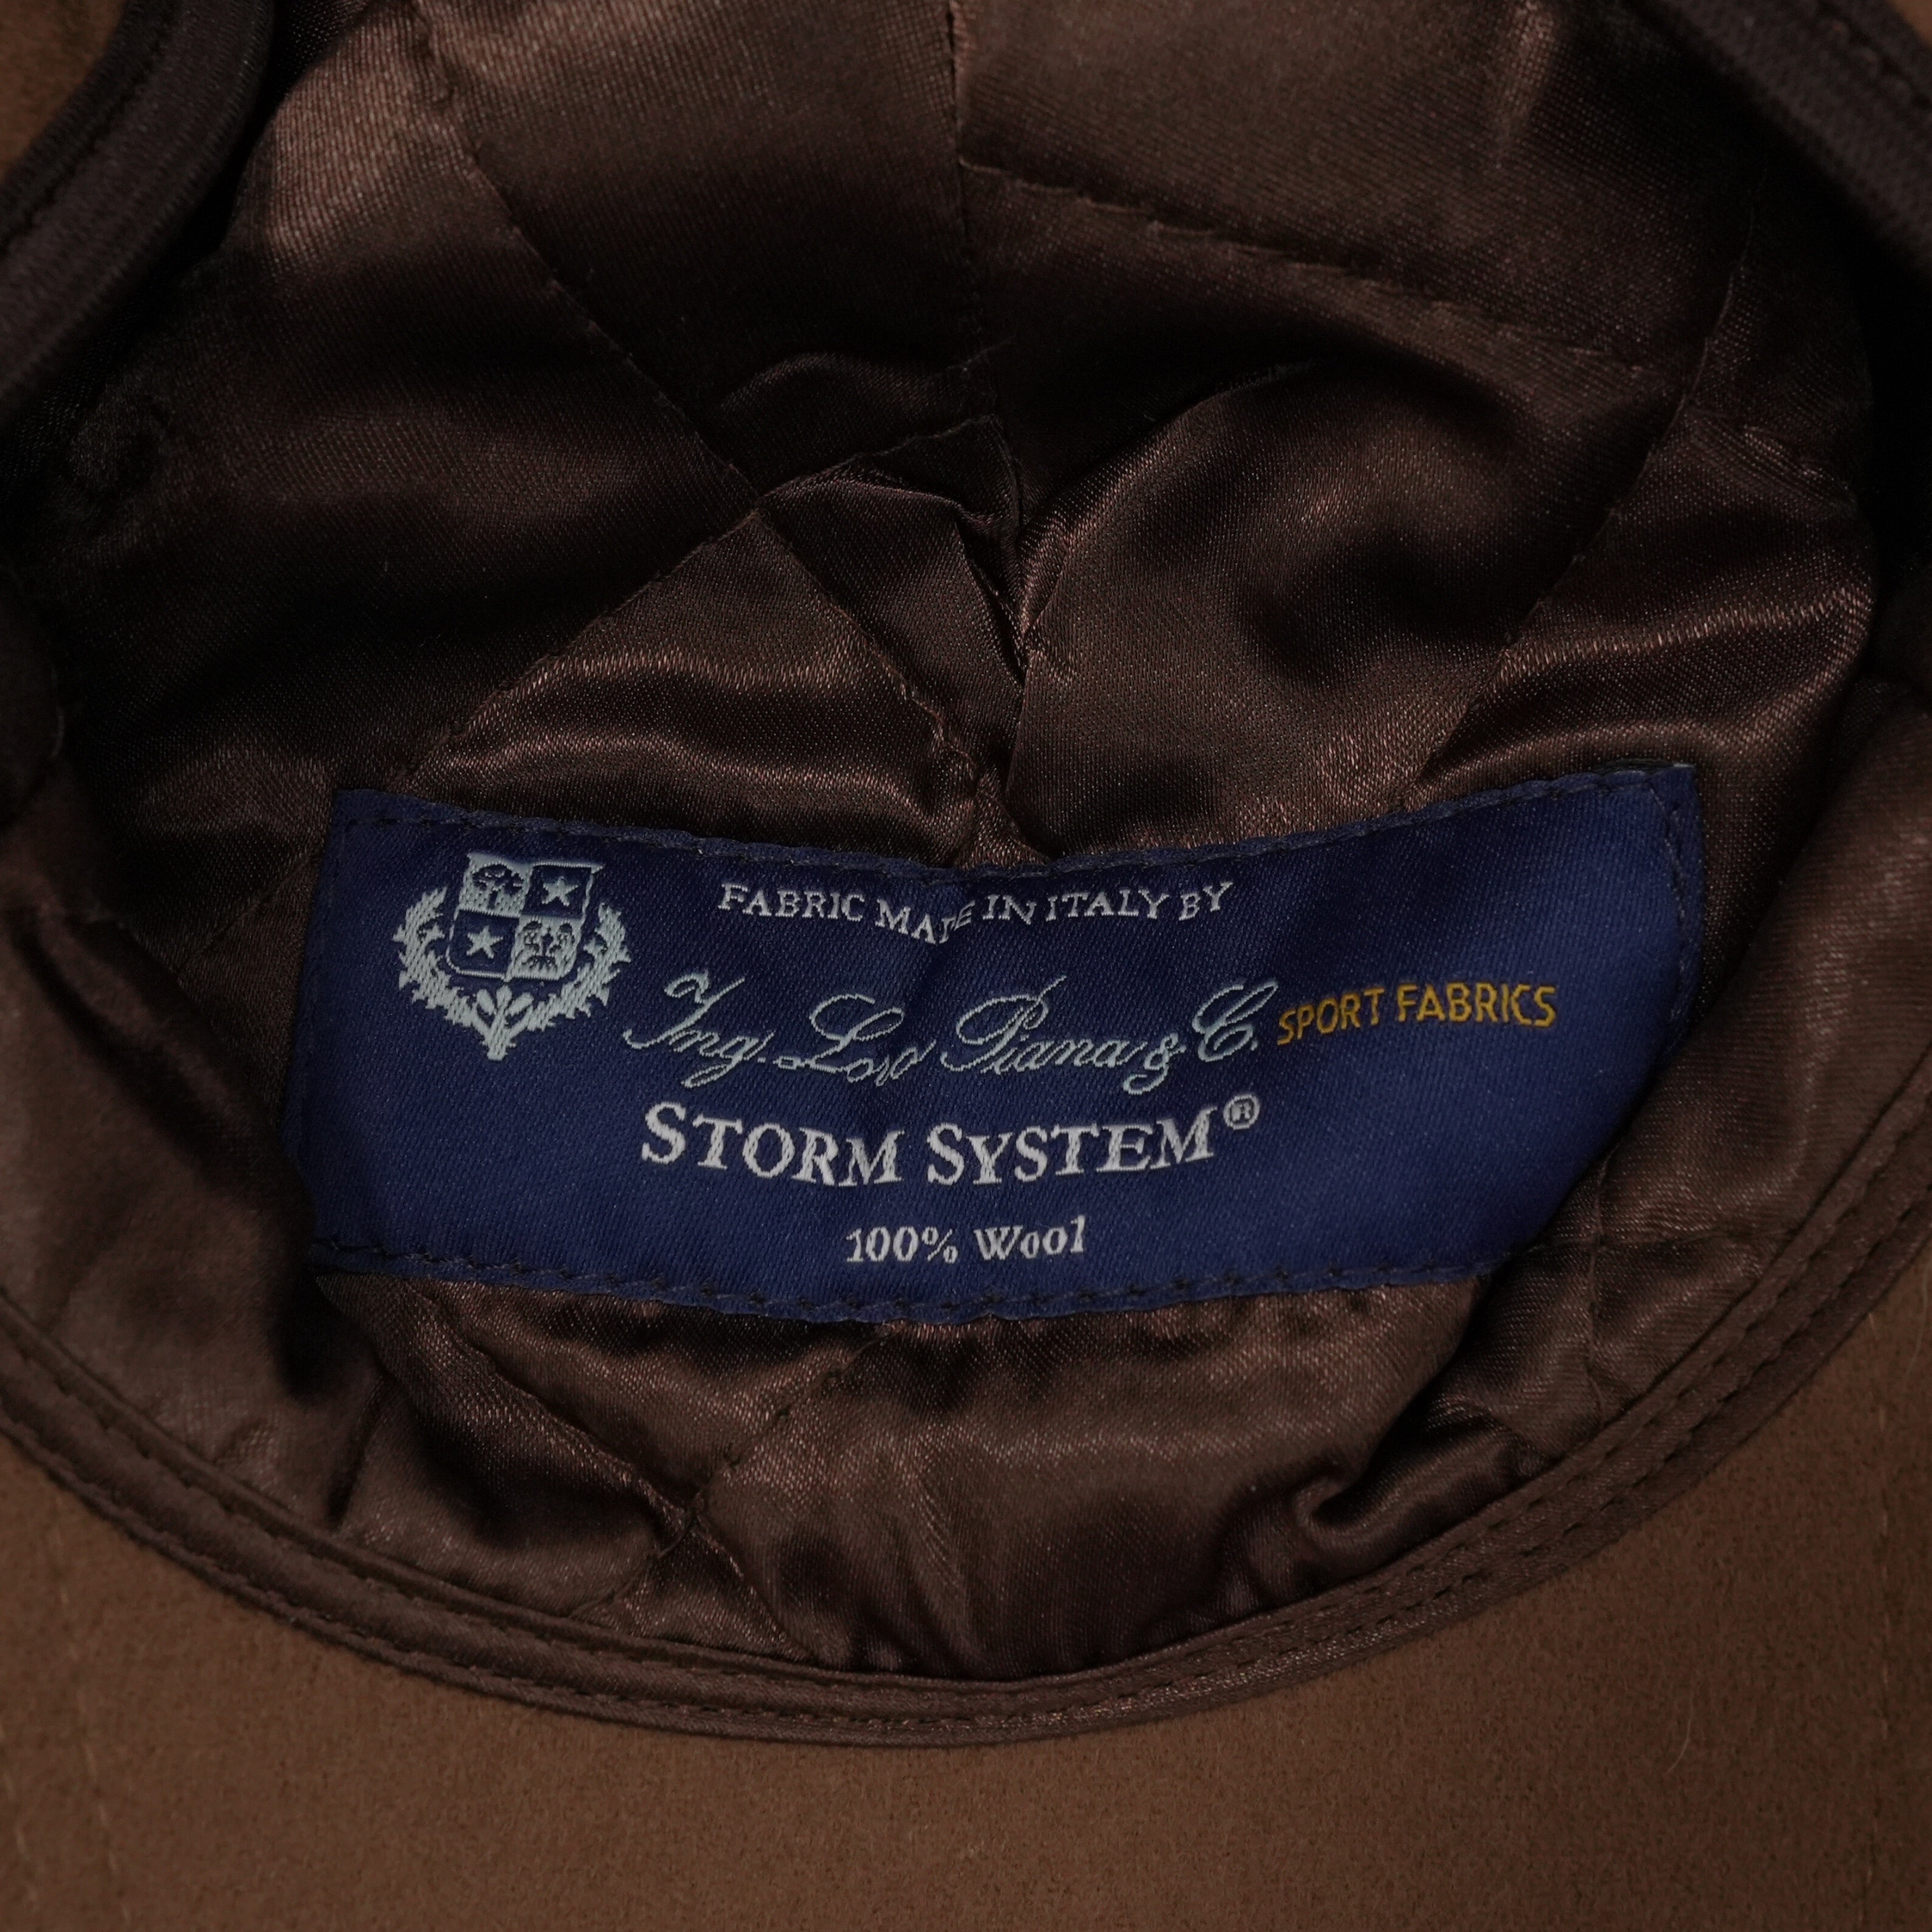 FABRIC MADE IN ITALY BY
Ing. Loro Piana & C. SPORT FABRICS
STORM SYSTEM®
100% Wool